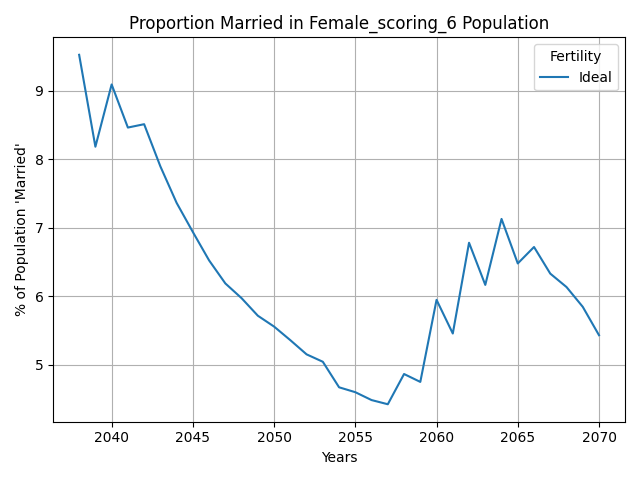 Proportion Married in Female_scoring_6 Population
Fertility
Ideal
% of Population 'Married'
9
8
7
6
5
2040 2045 2050 2055 2060 2065 2070
Years